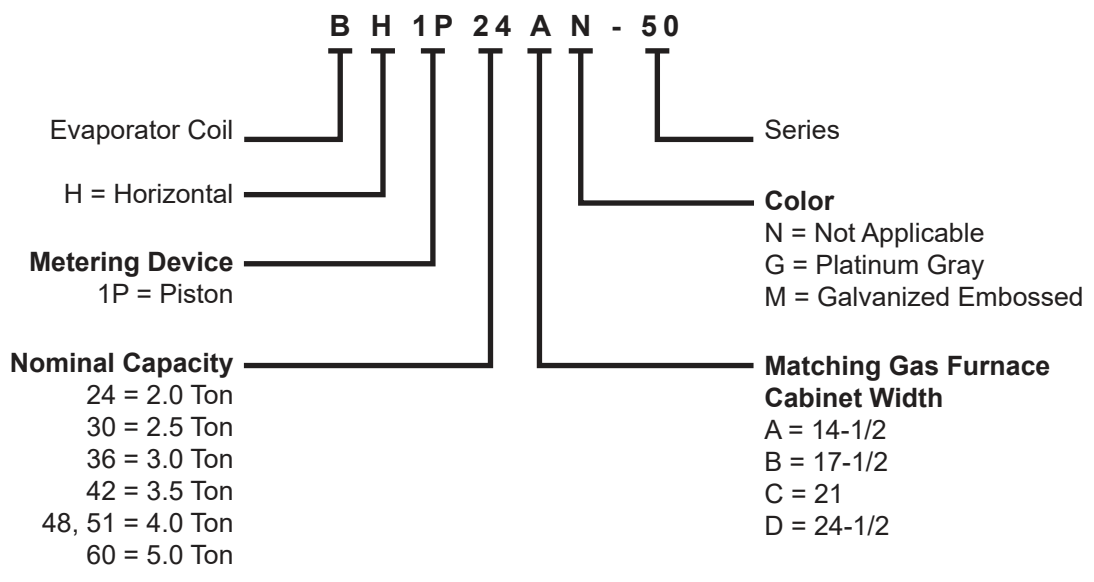 B H 1P 24 A N - 50
Evaporator Coil
H = Horizontal
Metering Device
1P = Piston
Nominal Capacity
24 = 2.0 Ton
30 = 2.5 Ton
36 = 3.0 Ton
42 = 3.5 Ton
48, 51 = 4.0 Ton
60 = 5.0 Ton
Series
Color
N = Not Applicable
G = Platinum Gray
M = Galvanized Embossed
Matching Gas Furnace
Cabinet Width
A = 14-1/2
B = 17-1/2
C = 21
D = 24-1/2